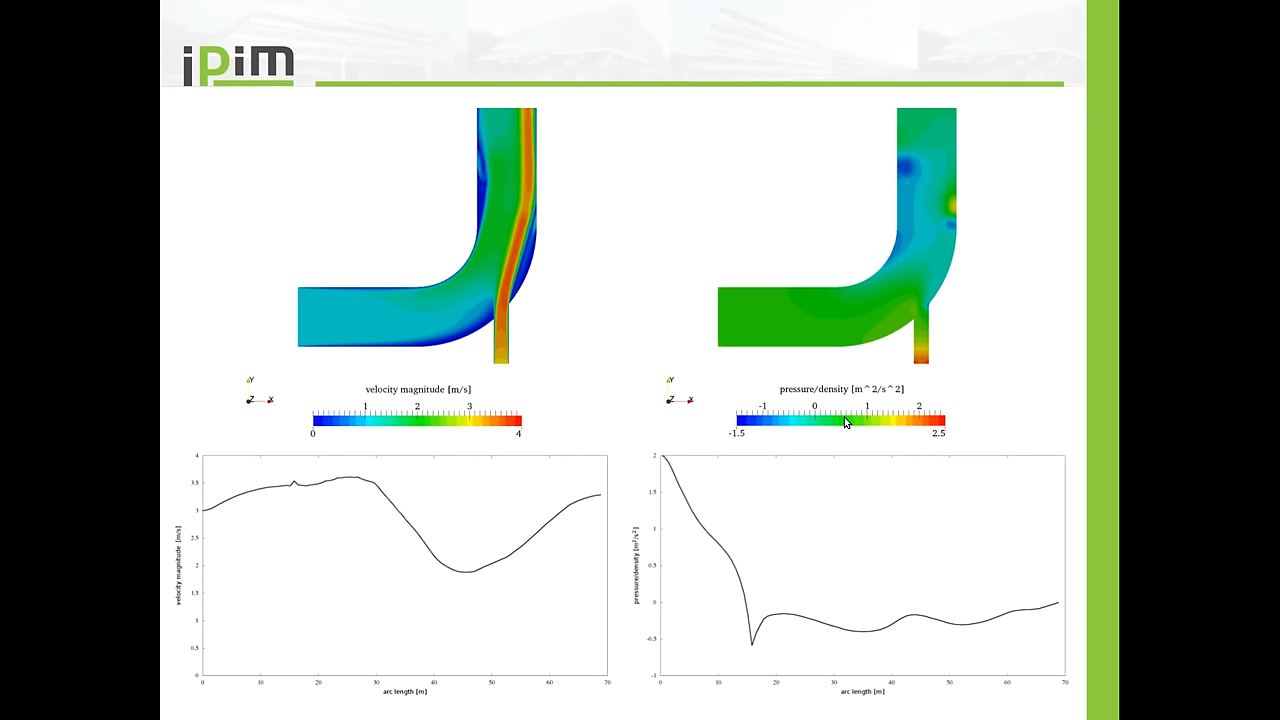 iPim
Y
Z
X
velocity magnitude [m/s]
1 2 3
0 4
Y
Z
X
pressure/density [m^2/s^2]
-1 0 1 2
-1.5 2.5
velocity magnitude [m/s]
4
3.5
3
2.5
2
1.5
1
0.5
0
0 10 20 30 40 50 60 70
arc length [m]
pressure/density [m²/s²]
2
1.5
1
0.5
0
-0.5
-1
0 10 20 30 40 50 60 70
arc length [m]